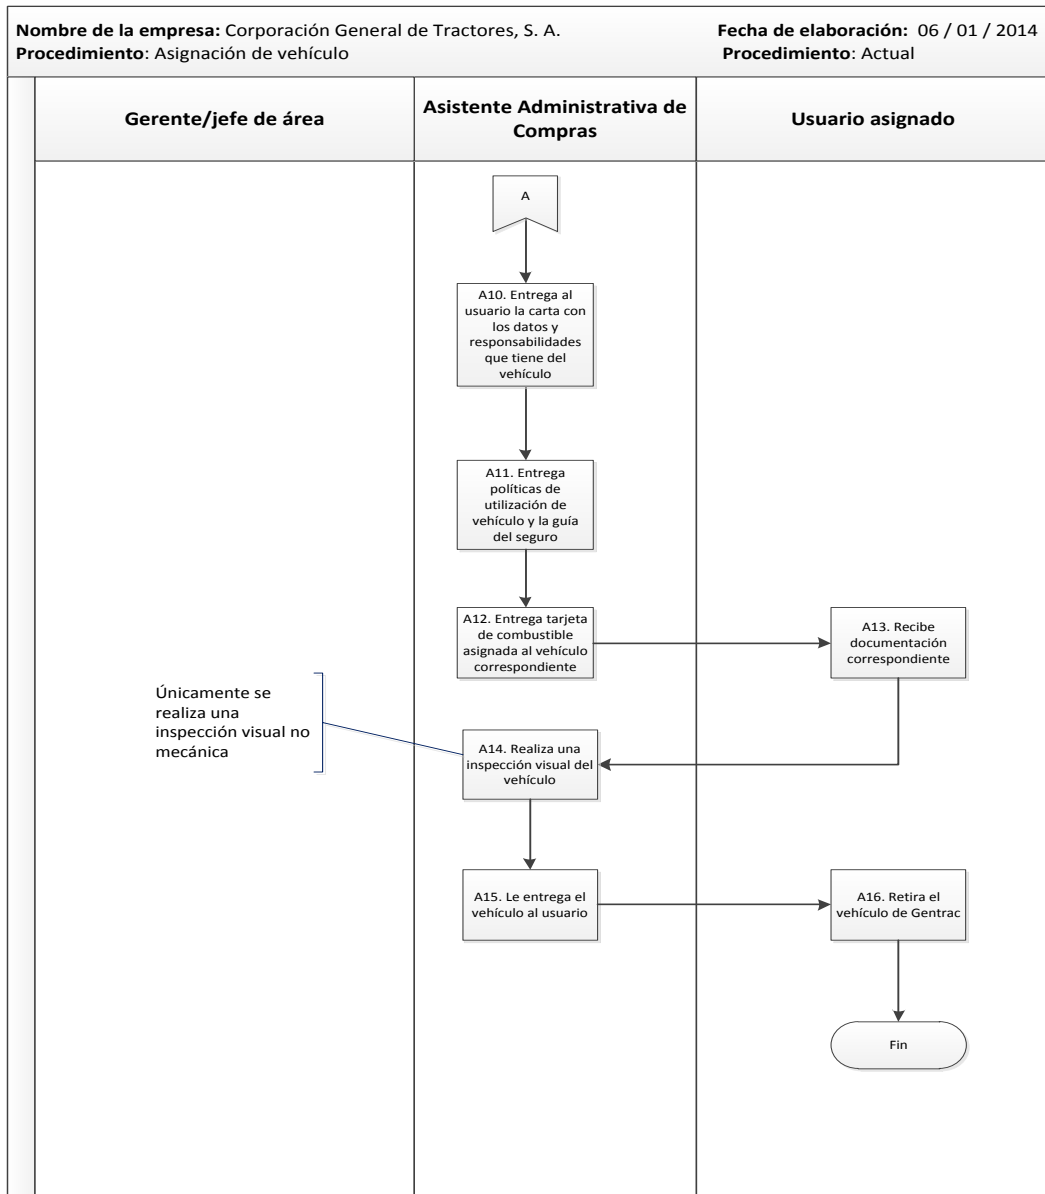 Nombre de la empresa: Corporación General de Tractores, S. A.
Fecha de elaboración: 06 / 01 / 2014
Procedimiento: Asignación de vehículo
Procedimiento: Actual
Gerente/jefe de área
Asistente Administrativa de
Compras
Usuario asignado
A
A10. Entrega al
usuario la carta con
los datos y
responsabilidades
que tiene del
vehículo
A11. Entrega
políticas de
utilización de
vehículo y la guía
del seguro
A12. Entrega tarjeta
de combustible
asignada al vehículo
correspondiente
A13. Recibe
documentación
correspondiente
Únicamente se
realiza una
inspección visual no
mecánica
A14. Realiza una
inspección visual del
vehículo
A15. Le entrega el
vehículo al usuario
A16. Retira el
vehículo de Gentrac
Fin